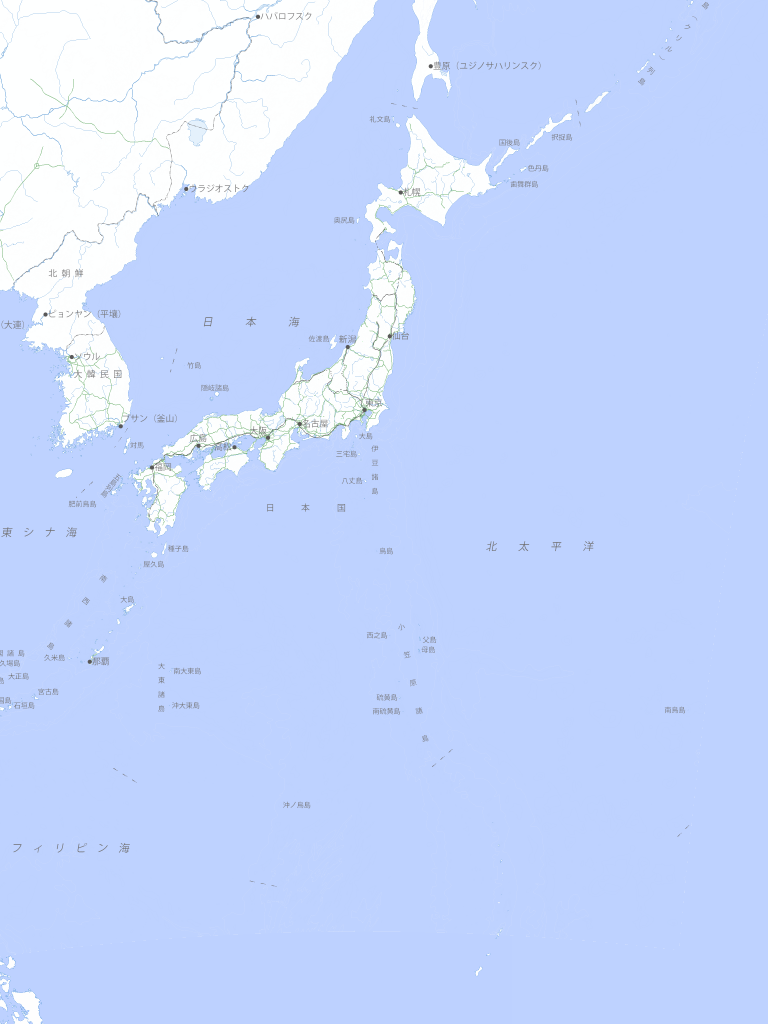 ハバロフスク
島(クリル)列島
豊原（ユジノサハリンスク）
礼文島
択捉島
国後島
色丹島
歯舞群島
ウラジオストク
札幌
奥尻島
北朝鮮
ピョンヤン（平壌）
（大連）
日本海
仙台
佐渡島
新潟
ソウル
竹島
大韓民国
隠岐諸島
東京
プサン（釜山）
名古屋
大阪
大島
広島
高松
対馬
三宅島
伊豆諸島
福岡
八丈島
肥前鳥島
日本国
東シナ海
北太平洋
種子島
鳥島
屋久島
南西諸島
大島
西之島
小笠原諸島
父島
母島
久場島
久米島
那覇
大東諸島
南大東島
大正島
宮古島
硫黄島
石垣島
沖大東島
南硫黄島
南鳥島
沖ノ鳥島
フィリピン海